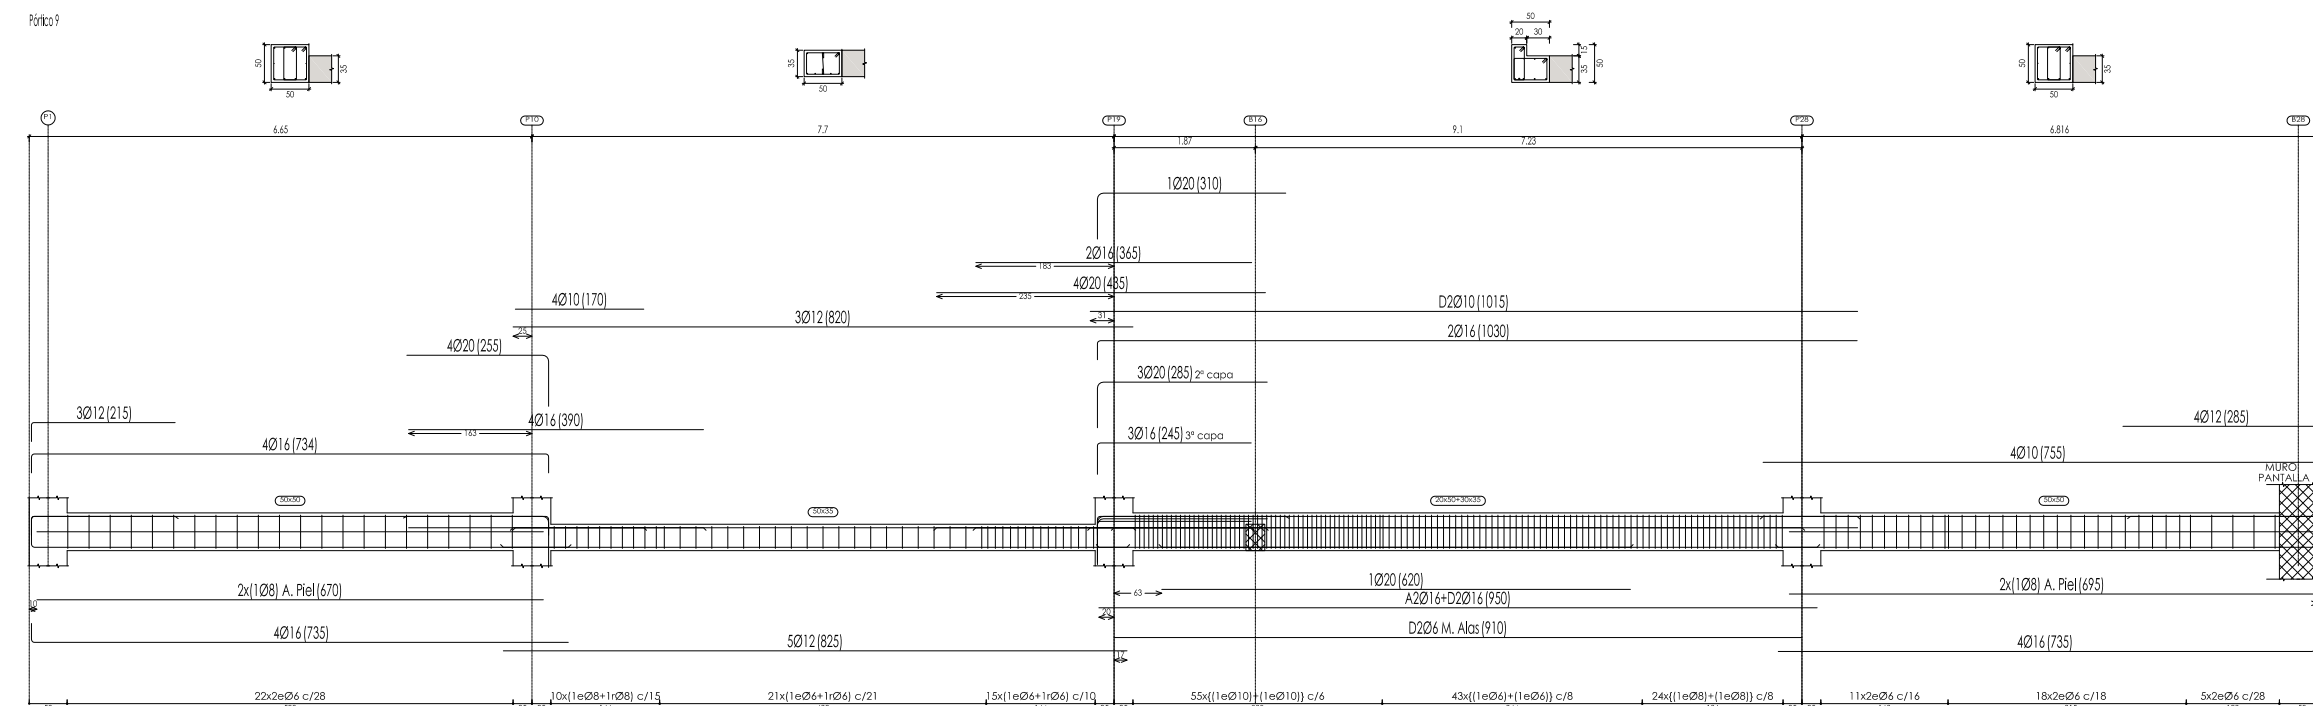 Pórtico 9
50
50
35
35
50
50
20
30
15
35
50
50
50
35
P1
P10
P19
B16
P28
B28
6.65
7.7
9.1
6.816
1.87
7.23
1Ø20 (310)
2Ø16 (365)
183
4Ø20 (435)
235
4Ø10 (170)
D2Ø10 (1015)
31
3Ø12 (820)
25
2Ø16 (1030)
4Ø20 (255)
3Ø20 (285) 2ª capa
3Ø12 (215)
4Ø16 (390)
163
4Ø12 (285)
4Ø16 (734)
3Ø16 (245) 3ª capa
4Ø10 (755)
MURO
PANTALLA
50x50
50x35
20x50+30x35
50x50
1Ø20 (620)
2x(1Ø8) A. Piel (670)
63
2x(1Ø8) A. Piel (695)
10
A2Ø16+D2Ø16 (950)
20
4Ø16 (735)
D2Ø6 M. Alas (910)
5Ø12 (825)
4Ø16 (735)
17
22x2eØ6 c/28
10x(1eØ8+1rØ8) c/15
21x(1eØ6+1rØ6) c/21
15x(1eØ6+1rØ6) c/10
55x{(1eØ10)+(1eØ10)} c/6
43x{(1eØ6)+(1eØ6)} c/8
24x{(1eØ8)+(1eØ8)} c/8
11x2eØ6 c/16
18x2eØ6 c/18
5x2eØ6 c/28